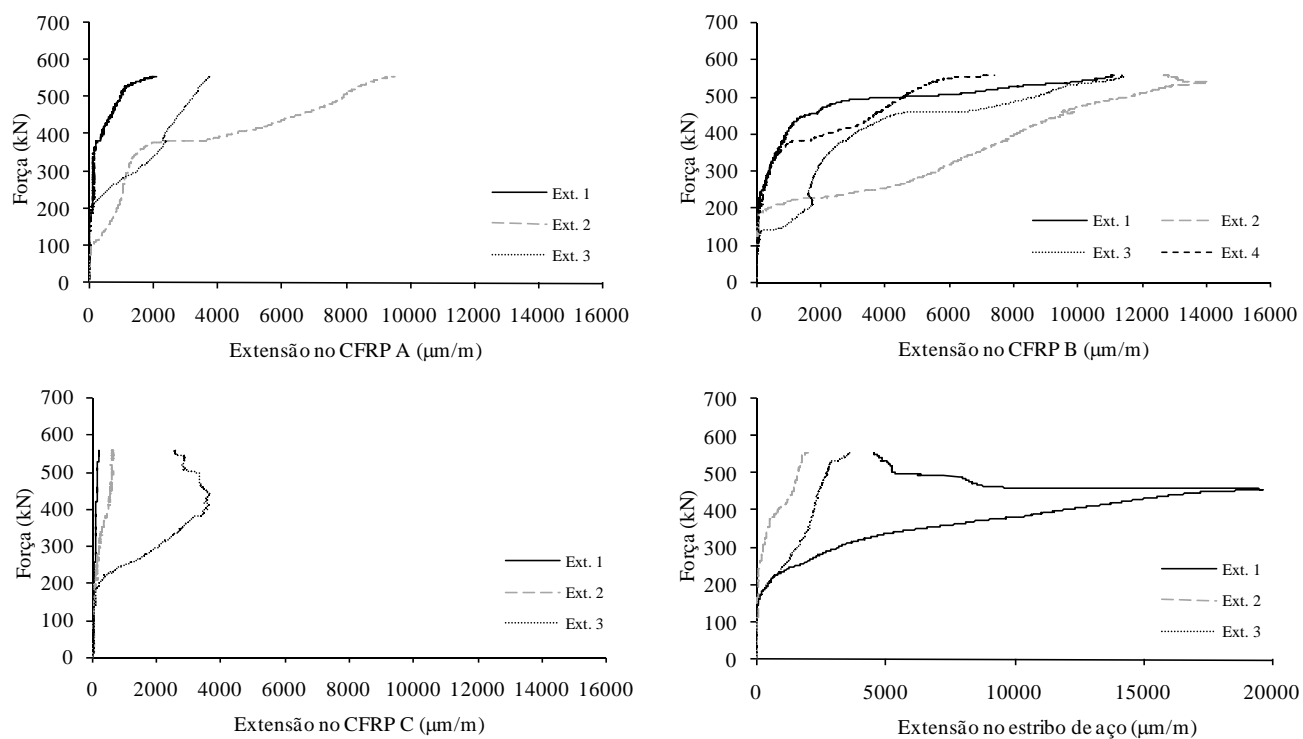 700
600
500
400
300
200
100
0
Força (kN)
Ext. 1
Ext. 2
Ext. 3
0 2000 4000 6000 8000 10000 12000 14000 16000
Extensão no CFRP A (μm/m)
700
600
500
400
300
200
100
0
Força (kN)
Ext. 1 Ext. 2
Ext. 3 Ext. 4
0 2000 4000 6000 8000 10000 12000 14000 16000
Extensão no CFRP B (μm/m)
700
600
500
400
300
200
100
0
Força (kN)
Ext. 1
Ext. 2
Ext. 3
0 2000 4000 6000 8000 10000 12000 14000 16000
Extensão no CFRP C (μm/m)
700
600
500
400
300
200
100
0
Força (kN)
Ext. 1
Ext. 2
Ext. 3
0 5000 10000 15000 20000
Extensão no estribo de aço (μm/m)